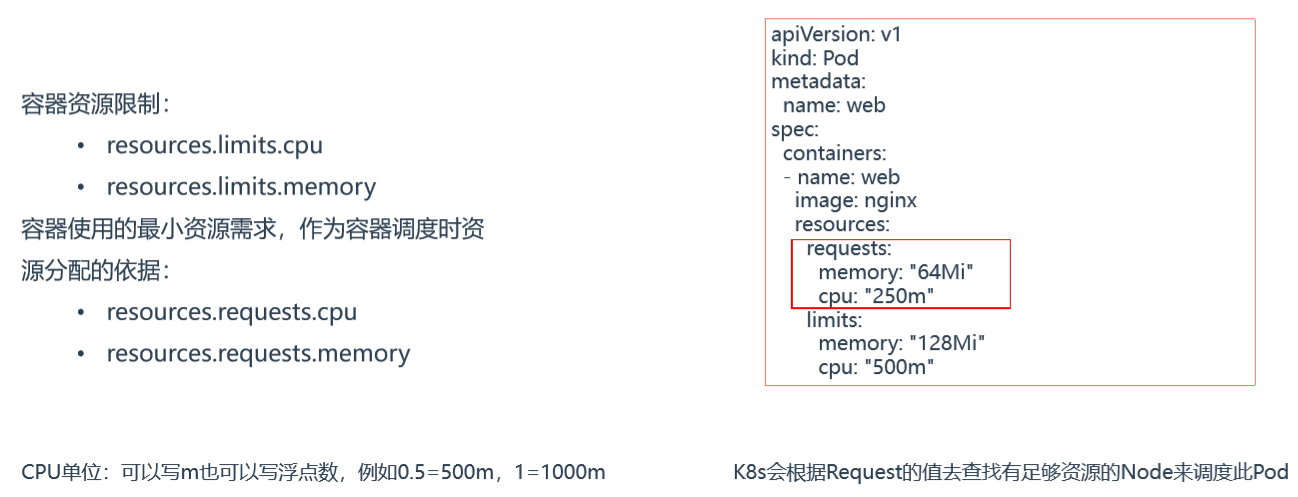 容器资源限制：
• resources.limits.cpu
• resources.limits.memory
容器使用的最小资源需求，作为容器调度时资
源分配的依据：
• resources.requests.cpu
• resources.requests.memory
CPU单位：可以写m也可以写浮点数，例如0.5=500m，1=1000m
apiVersion: v1
kind: Pod
metadata:
  name: web
spec:
  containers:
  - name: web
    image: nginx
    resources:
      requests:
        memory: "64Mi"
        cpu: "250m"
      limits:
        memory: "128Mi"
        cpu: "500m"
K8s会根据Request的值去查找有足够资源的Node来调度此Pod